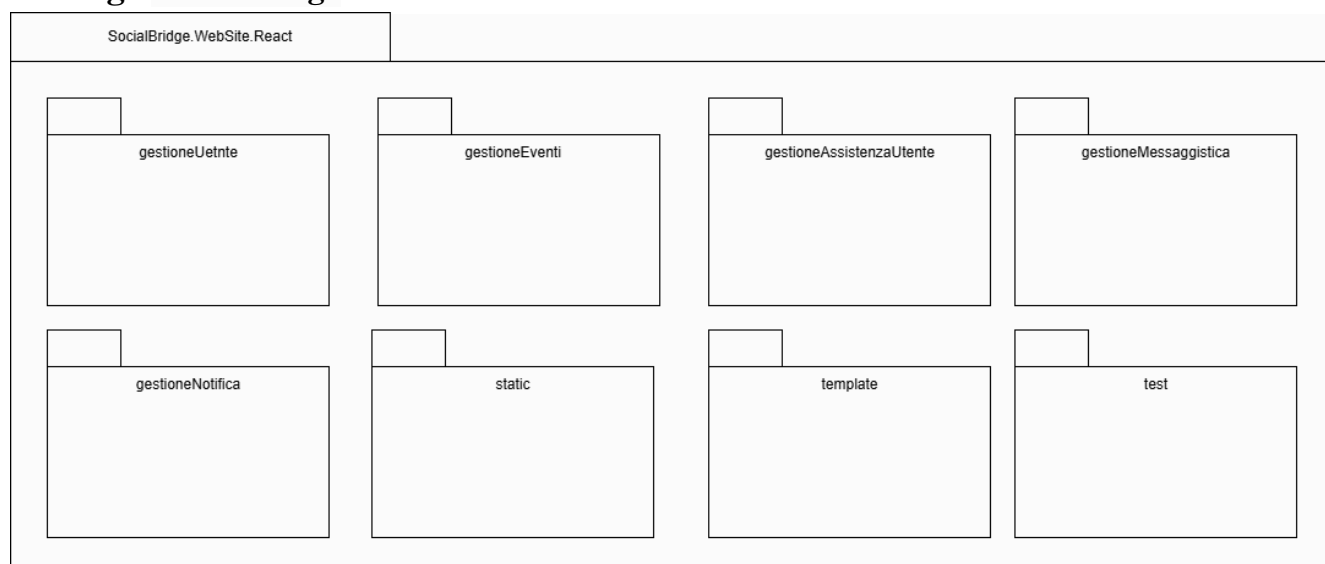 SocialBridge.WebSite.React
gestioneUetnte
gestioneEventi
gestioneAssistenzaUtente
gestioneMessaggistica
gestioneNotifica
static
template
test